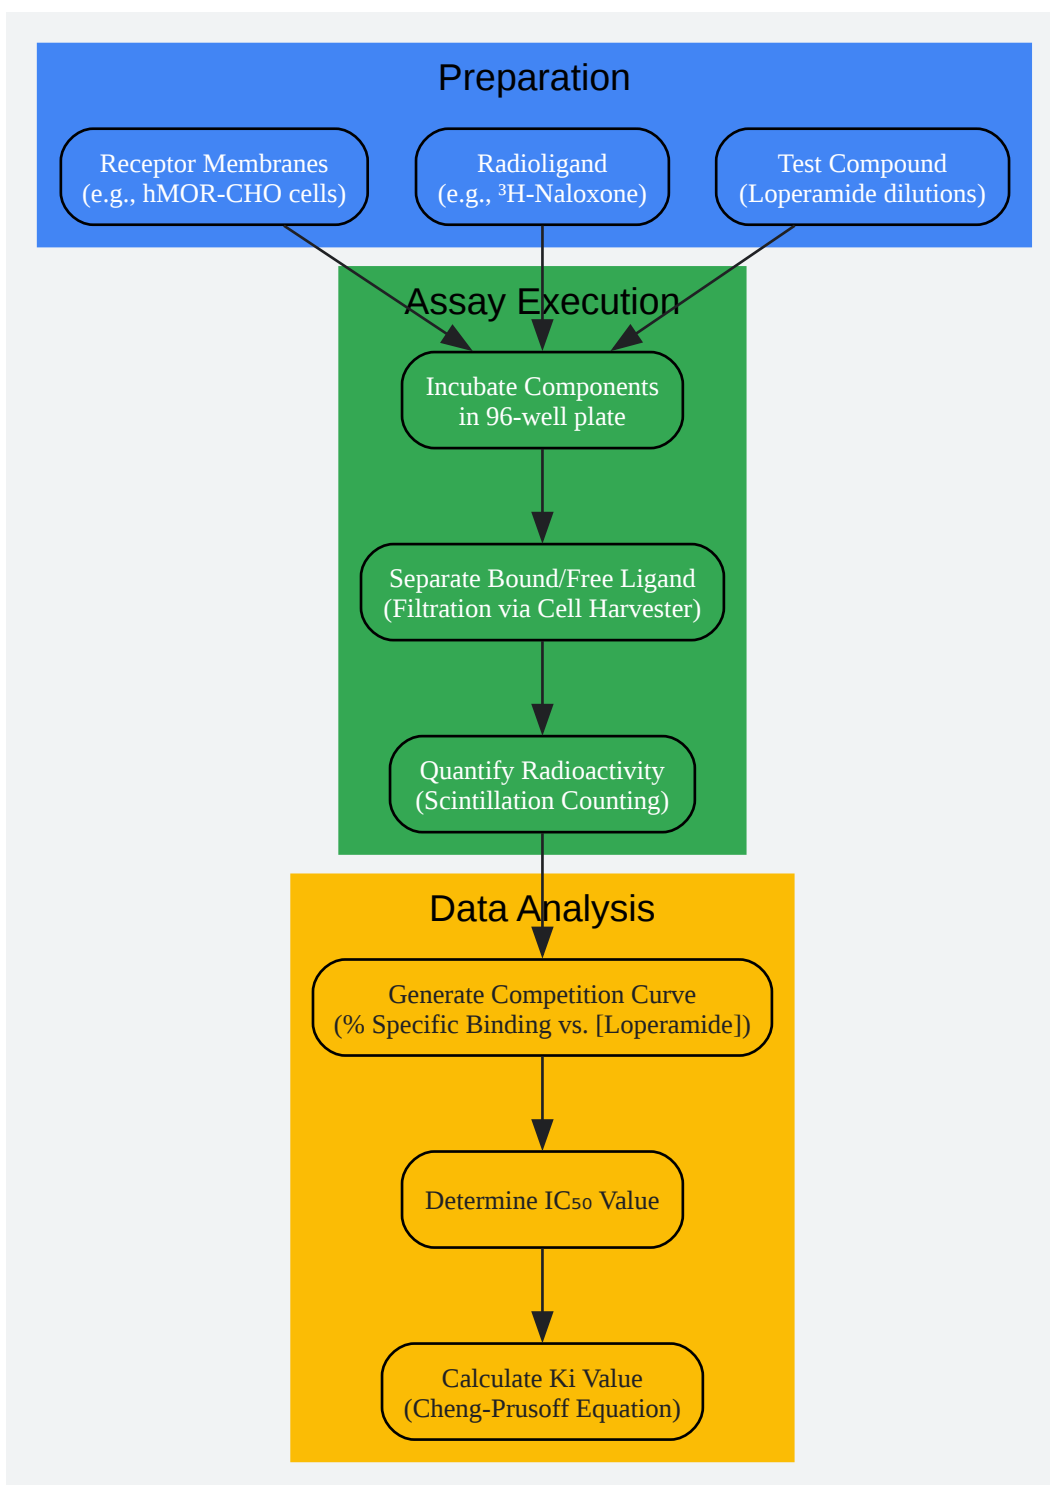 Preparation
Receptor Membranes
(e.g., hMOR-CHO cells)
Radioligand
(e.g., ³H-Naloxone)
Test Compound
(Loperamide dilutions)
Assay Execution
Incubate Components
in 96-well plate
Separate Bound/Free Ligand
(Filtration via Cell Harvester)
Quantify Radioactivity
(Scintillation Counting)
Data Analysis
Generate Competition Curve
(% Specific Binding vs. [Loperamide])
Determine IC₅₀ Value
Calculate Ki Value
(Cheng-Prusoff Equation)